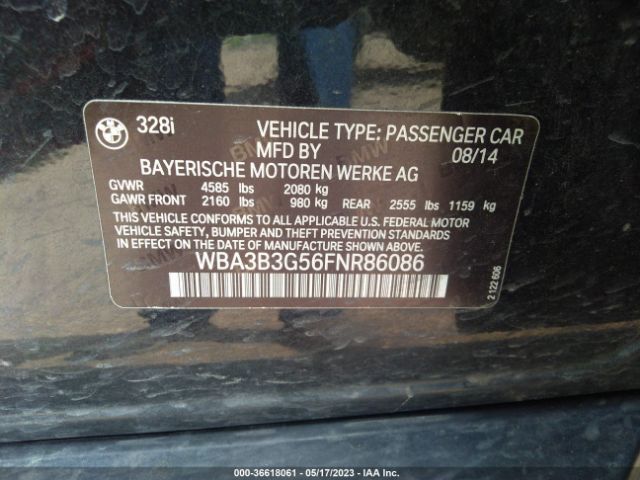 328i VEHICLE TYPE: PASSENGER CAR
MFD BY 08/14
BAYERISCHE MOTOREN WERKE AG
GVWR 4585 lbs 2080 kg
GAWR FRONT 2160 lbs 980 kg REAR 2555 lbs 1159 kg
THIS VEHICLE CONFORMS TO ALL APPLICABLE U.S. FEDERAL MOTOR
VEHICLE SAFETY, BUMPER AND THEFT PREVENTION STANDARDS
IN EFFECT ON THE DATE OF MANUFACTURE SHOWN ABOVE.
WBA3B3G56FNR86086
2 122 606
000-36618061 - 05/17/2023 - IAA Inc.